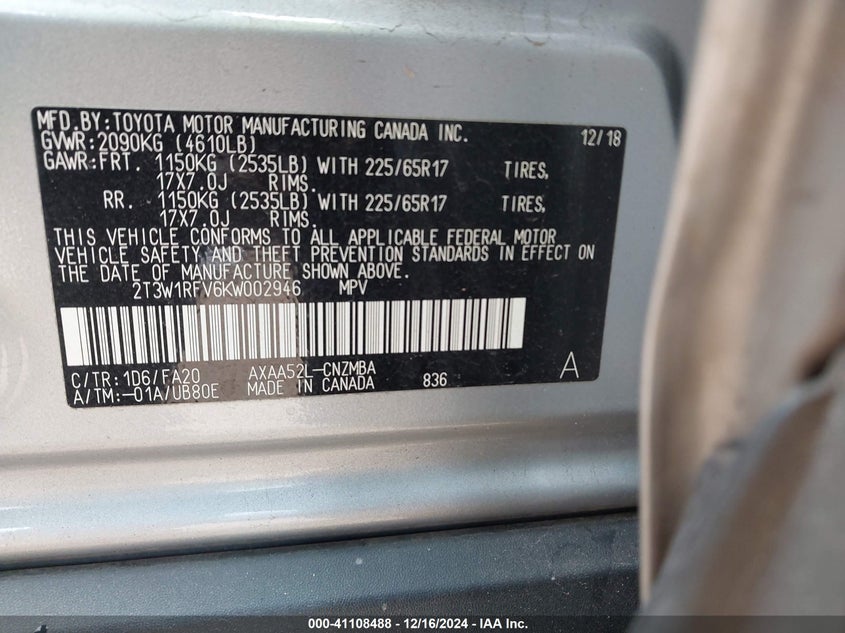 MFD.BY:TOYOTA MOTOR MANUFACTURING CANADA INC. 12/18
GVWR:2090KG (4610LB)
GAWR:FRT. 1150KG (2535LB) WITH 225/65R17 TIRES,
17X7.0J RIMS.
RR. 1150KG (2535LB) WITH 225/65R17 TIRES,
17X7.0J RIMS.
THIS VEHICLE CONFORMS TO ALL APPLICABLE FEDERAL MOTOR
VEHICLE SAFETY AND THEFT PREVENTION STANDARDS IN EFFECT ON
THE DATE OF MANUFACTURE SHOWN ABOVE.
2T3W1RFV6KW002946 MPV
C/TR:1D6/FA20 AXAA52L-CNZMBA
A/TM:-01A/UB80E MADE IN CANADA 836 A
000-41108488 - 12/16/2024 - IAA Inc.